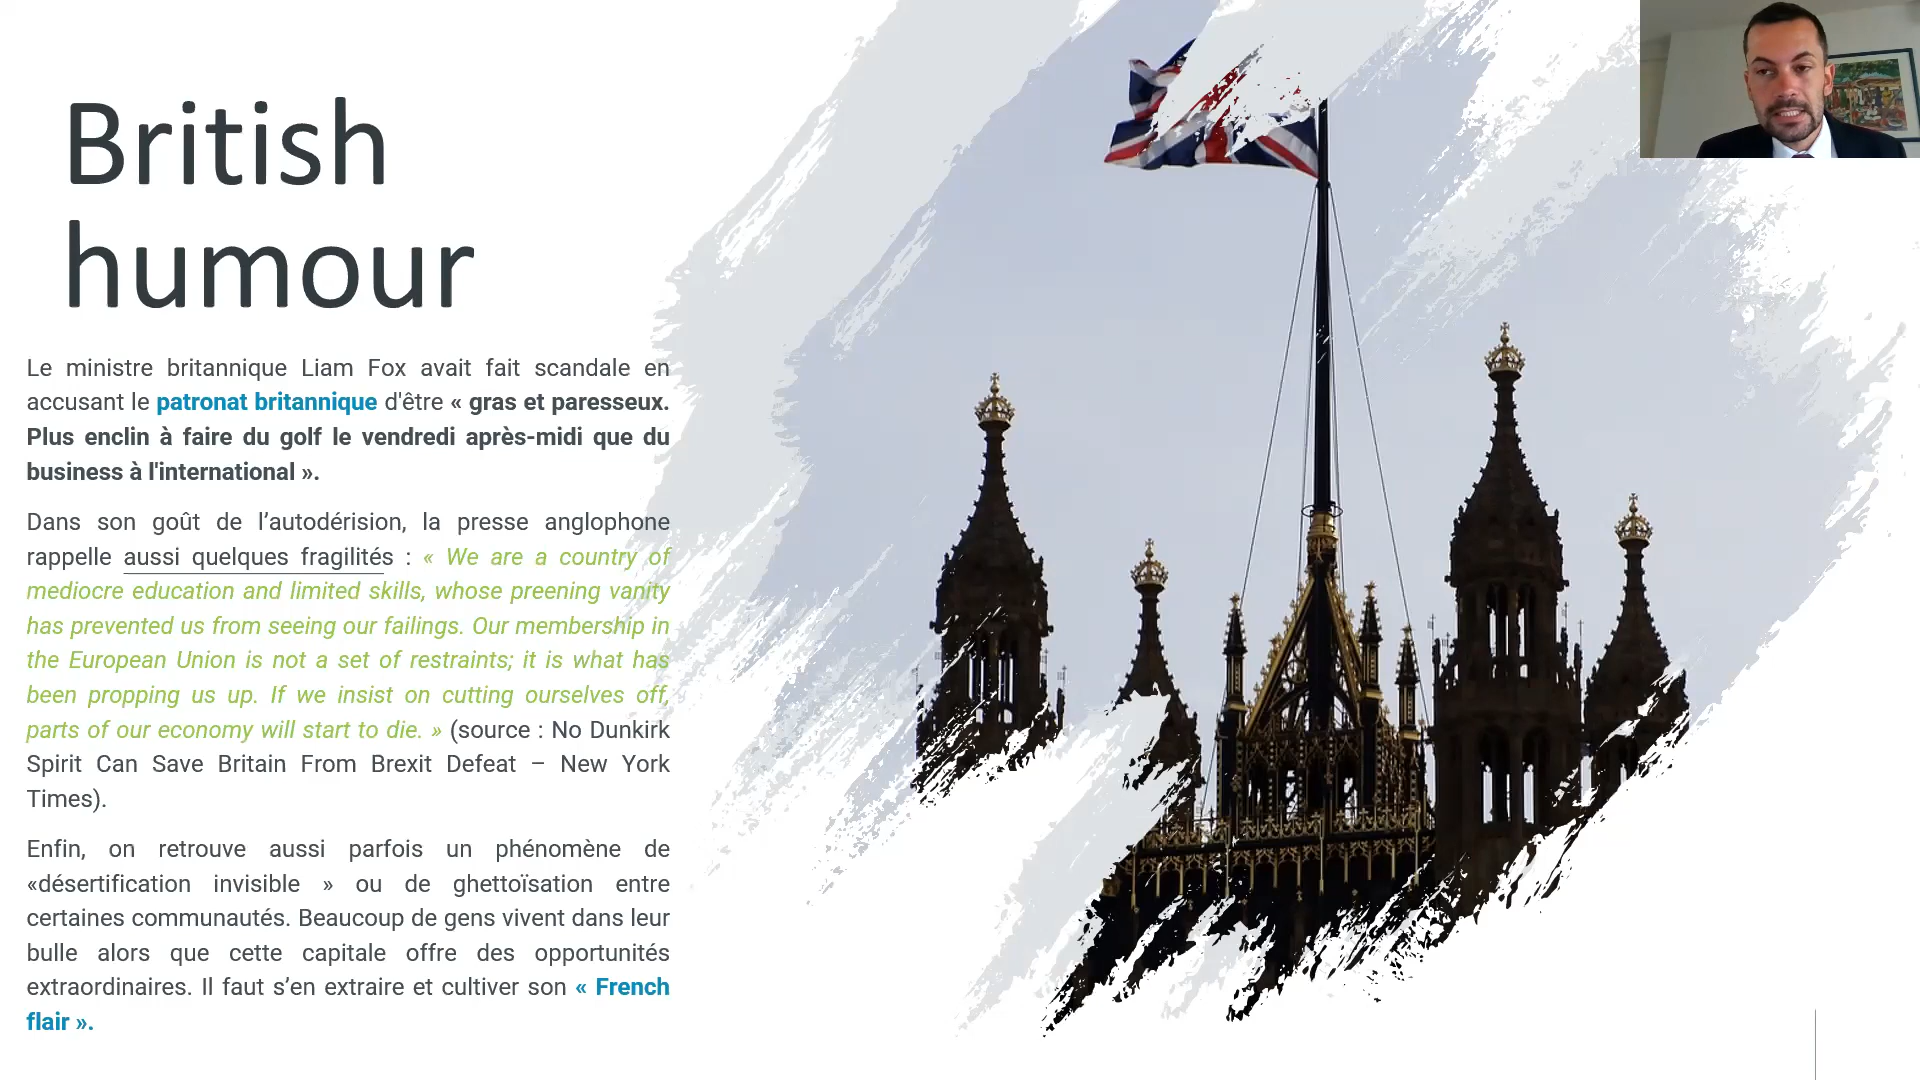 British
humour
Le ministre britannique Liam Fox avait fait scandale en
accusant le patronat britannique d'être « gras et paresseux.
Plus enclin à faire du golf le vendredi après-midi que du
business à l'international ».
Dans son goût de l’autodérision, la presse anglophone
rappelle aussi quelques fragilités : « We are a country of
mediocre education and limited skills, whose preening vanity
has prevented us from seeing our failings. Our membership in
the European Union is not a set of restraints; it is what has
been propping us up. If we insist on cutting ourselves off,
parts of our economy will start to die. » (source : No Dunkirk
Spirit Can Save Britain From Brexit Defeat – New York
Times).
Enfin, on retrouve aussi parfois un phénomène de
«désertification invisible » ou de ghettoïsation entre
certaines communautés. Beaucoup de gens vivent dans leur
bulle alors que cette capitale offre des opportunités
extraordinaires. Il faut s’en extraire et cultiver son « French
flair ».